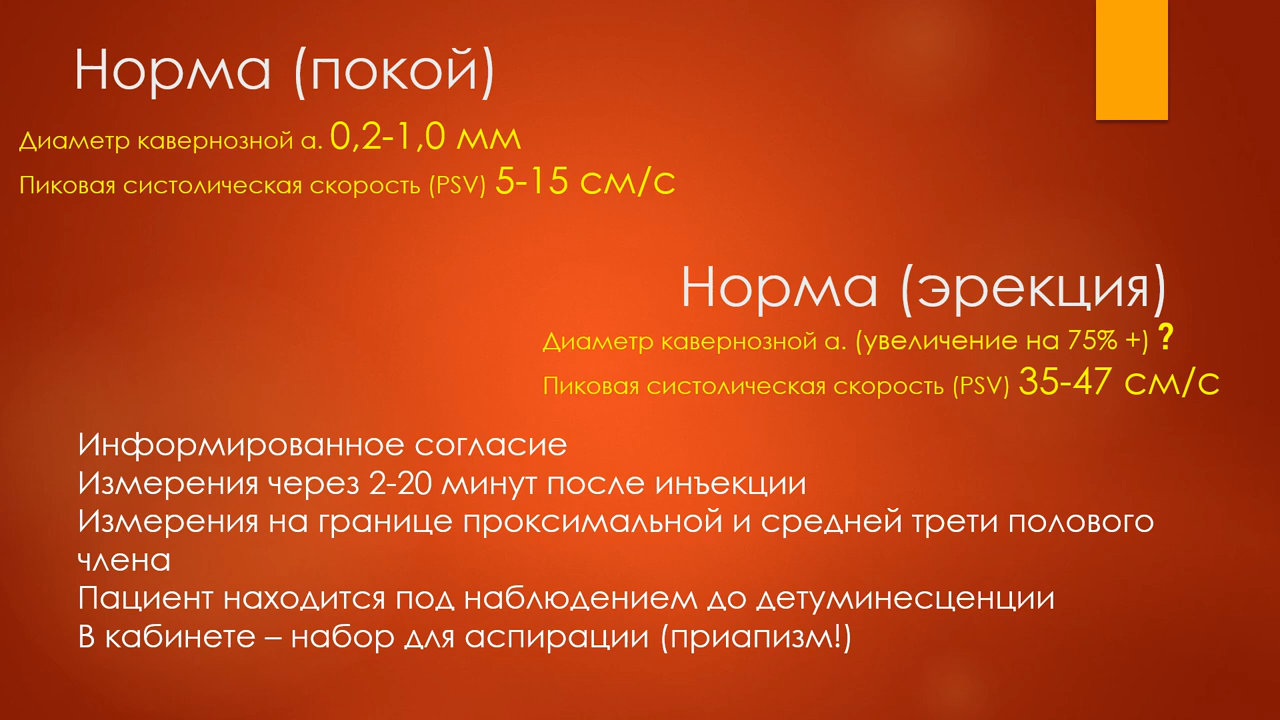 Норма (покой)
Диаметр кавернозной а. 0,2-1,0 мм
Пиковая систолическая скорость (PSV) 5-15 см/с
Норма (эрекция)
Диаметр кавернозной а. (увеличение на 75% +) ?
Пиковая систолическая скорость (PSV) 35-47 см/с
Информированное согласие
Измерения через 2-20 минут после инъекции
Измерения на границе проксимальной и средней трети полового
члена
Пациент находится под наблюдением до детуминесценции
В кабинете – набор для аспирации (приапизм!)